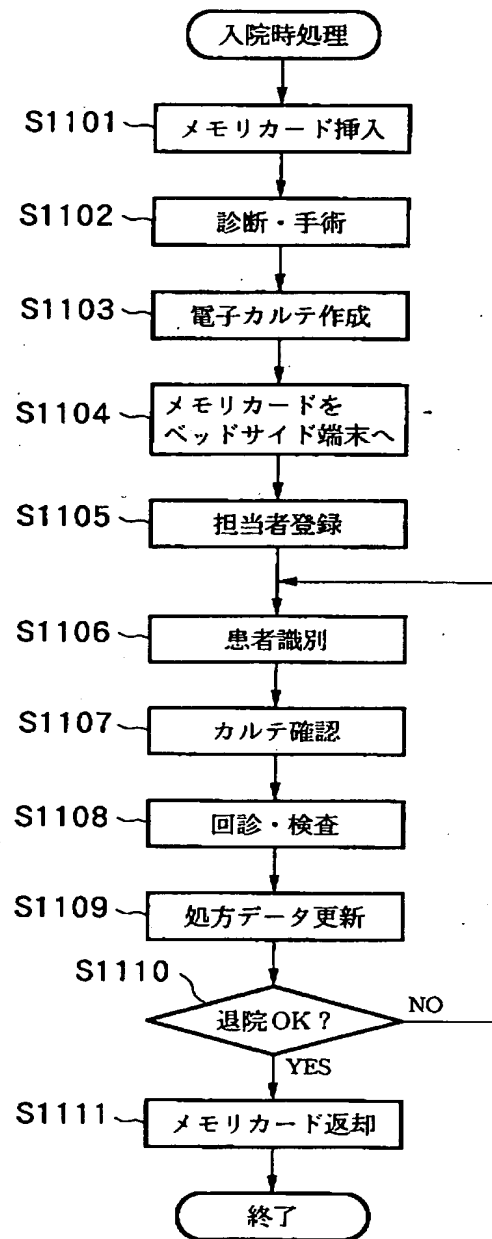 入院時処理
S1101
メモリカード挿入
S1102
診断・手術
S1103
電子カルテ作成
S1104
メモリカードを
ベッドサイド端末へ
S1105
担当者登録
S1106
患者識別
S1107
カルテ確認
S1108
回診・検査
S1109
処方データ更新
S1110
退院OK?
NO
YES
S1111
メモリカード返却
終了